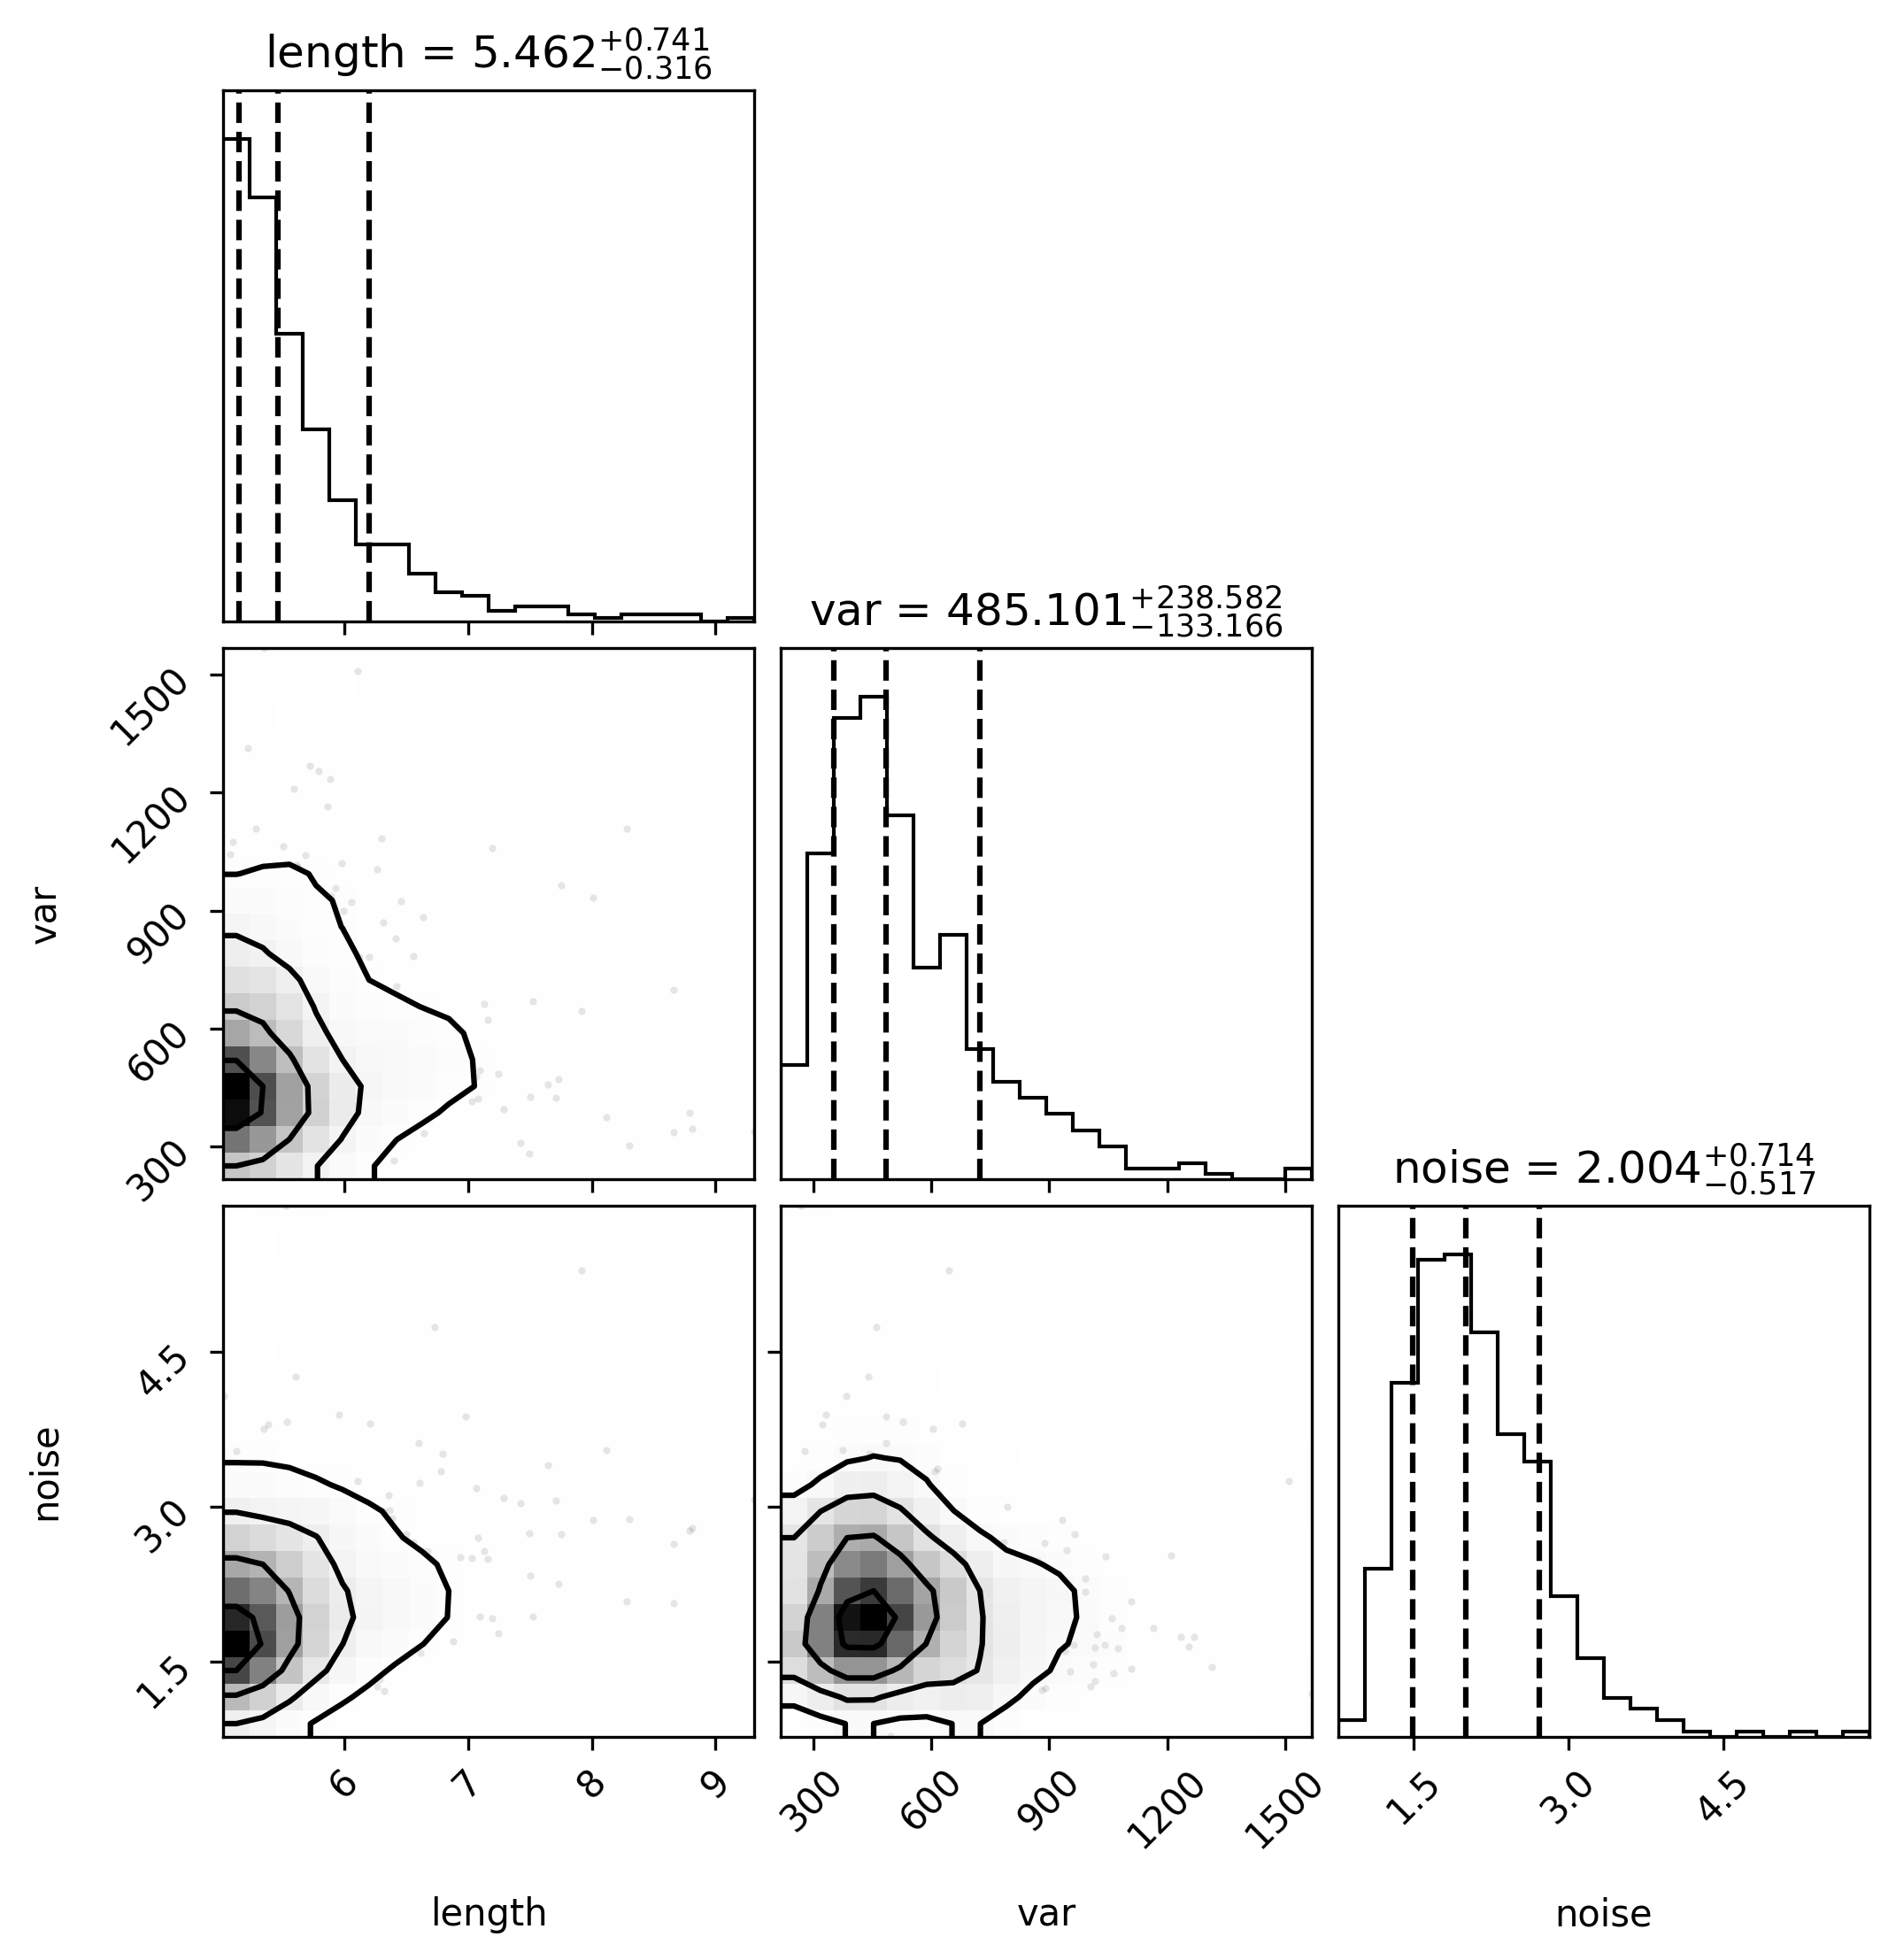 length = 5.462+0.741−0.316
var = 485.101+238.582−133.166
1500
1200
900
600
300
var
noise = 2.004+0.714−0.517
4.5
3.0
1.5
noise
6 7 8 9
300 600 900 1200 1500
1.5 3.0 4.5
length var noise